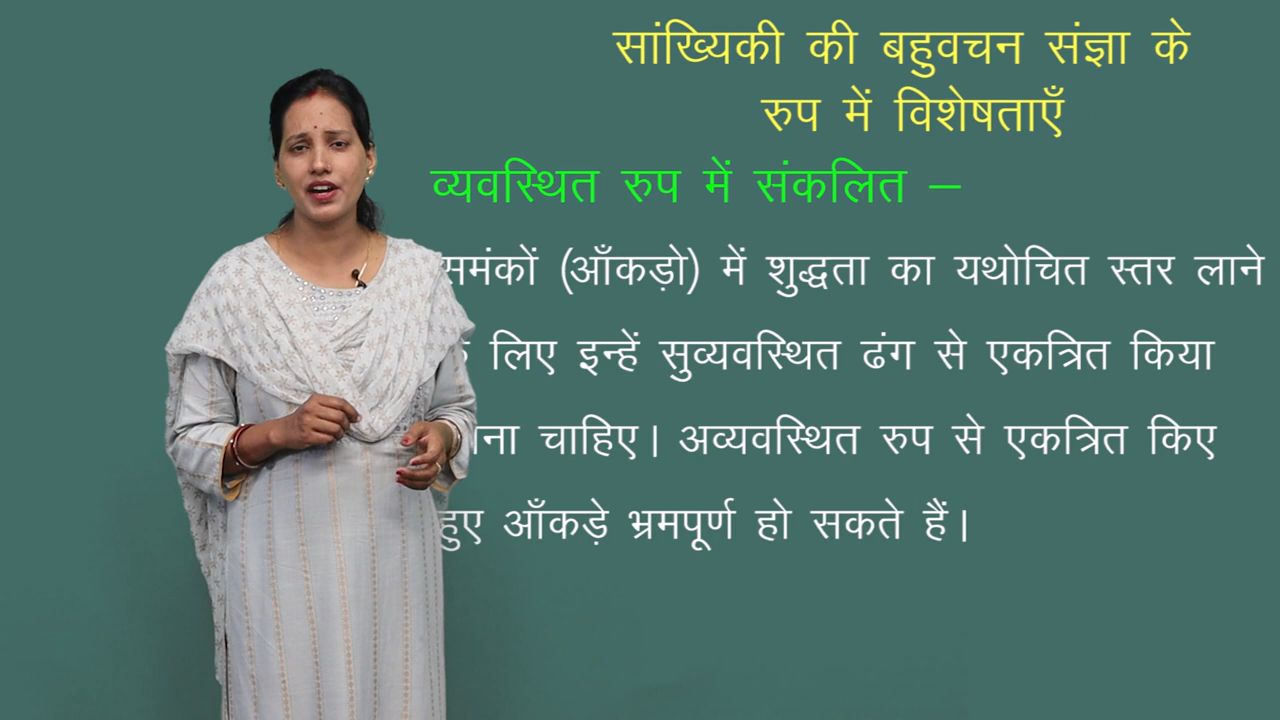 सांख्यिकी की बहुवचन संज्ञा के
रुप में विशेषताएँ
व्यवस्थित रुप में संकलित –
समंकों (आँकड़ो) में शुद्धता का यथोचित स्तर लाने
लिए इन्हें सुव्यवस्थित ढंग से एकत्रित किया
चाहिए। अव्यवस्थित रुप से एकत्रित किए
हुए आँकड़े भ्रमपूर्ण हो सकते हैं।